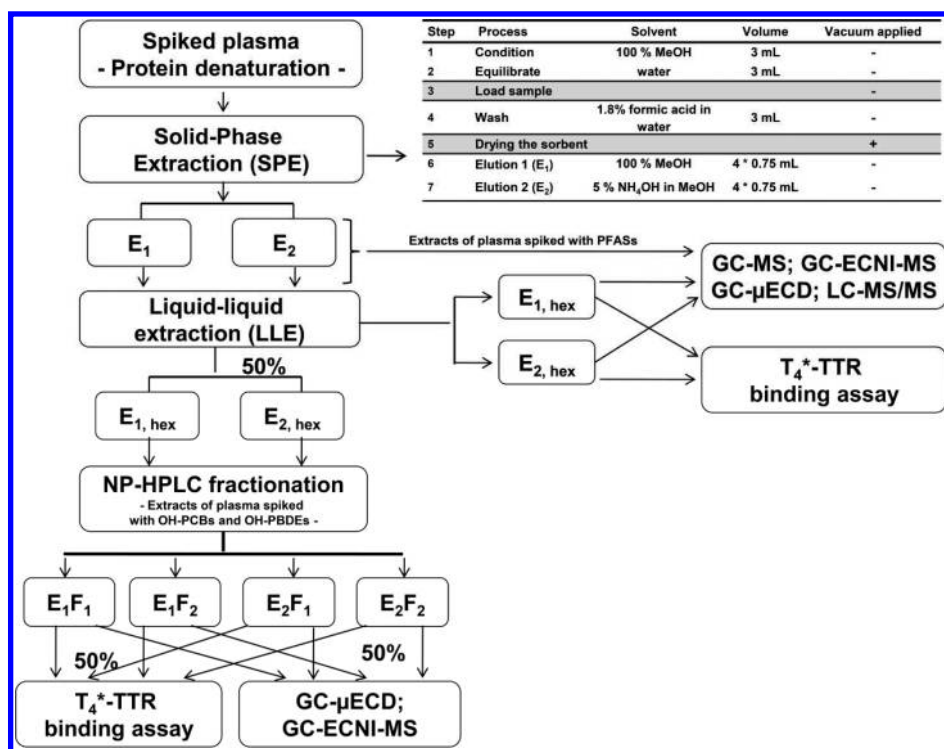 Spiked plasma
- Protein denaturation -
Step Process Solvent Volume Vacuum applied
1 Condition 100 % MeOH 3 mL -
2 Equilibrate water 3 mL -
3 Load sample -
4 Wash 1.8% formic acid in water 3 mL -
5 Drying the sorbent +
6 Elution 1 (E₁) 100 % MeOH 4 * 0.75 mL -
7 Elution 2 (E₂) 5 % NH₄OH in MeOH 4 * 0.75 mL -
Solid-Phase
Extraction (SPE)
E₁ E₂
Extracts of plasma spiked with PFASs
GC-MS; GC-ECNI-MS
GC-µECD; LC-MS/MS
Liquid-liquid
extraction (LLE)
E₁, hex
E₂, hex
T₄*-TTR
binding assay
50%
E₁, hex E₂, hex
NP-HPLC fractionation
- Extracts of plasma spiked
with OH-PCBs and OH-PBDEs -
E₁F₁ E₁F₂ E₂F₁ E₂F₂
50% 50%
T₄*-TTR
binding assay
GC-µECD;
GC-ECNI-MS